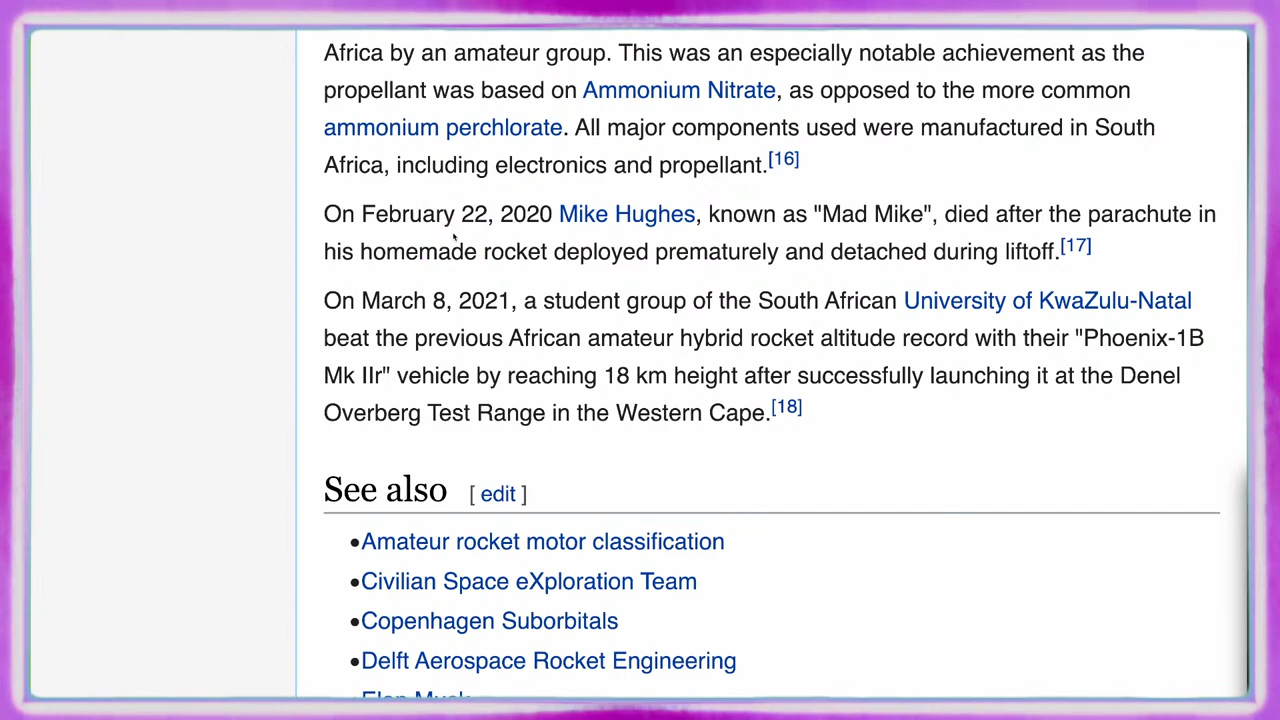 Africa by an amateur group. This was an especially notable achievement as the
propellant was based on Ammonium Nitrate, as opposed to the more common
ammonium perchlorate. All major components used were manufactured in South
Africa, including electronics and propellant.[16]
On February 22, 2020 Mike Hughes, known as "Mad Mike", died after the parachute in
his homemade rocket deployed prematurely and detached during liftoff.[17]
On March 8, 2021, a student group of the South African University of KwaZulu-Natal
beat the previous African amateur hybrid rocket altitude record with their "Phoenix-1B
Mk IIr" vehicle by reaching 18 km height after successfully launching it at the Denel
Overberg Test Range in the Western Cape.[18]
See also [ edit ]
•Amateur rocket motor classification
•Civilian Space eXploration Team
•Copenhagen Suborbitals
•Delft Aerospace Rocket Engineering
•Elon Musk